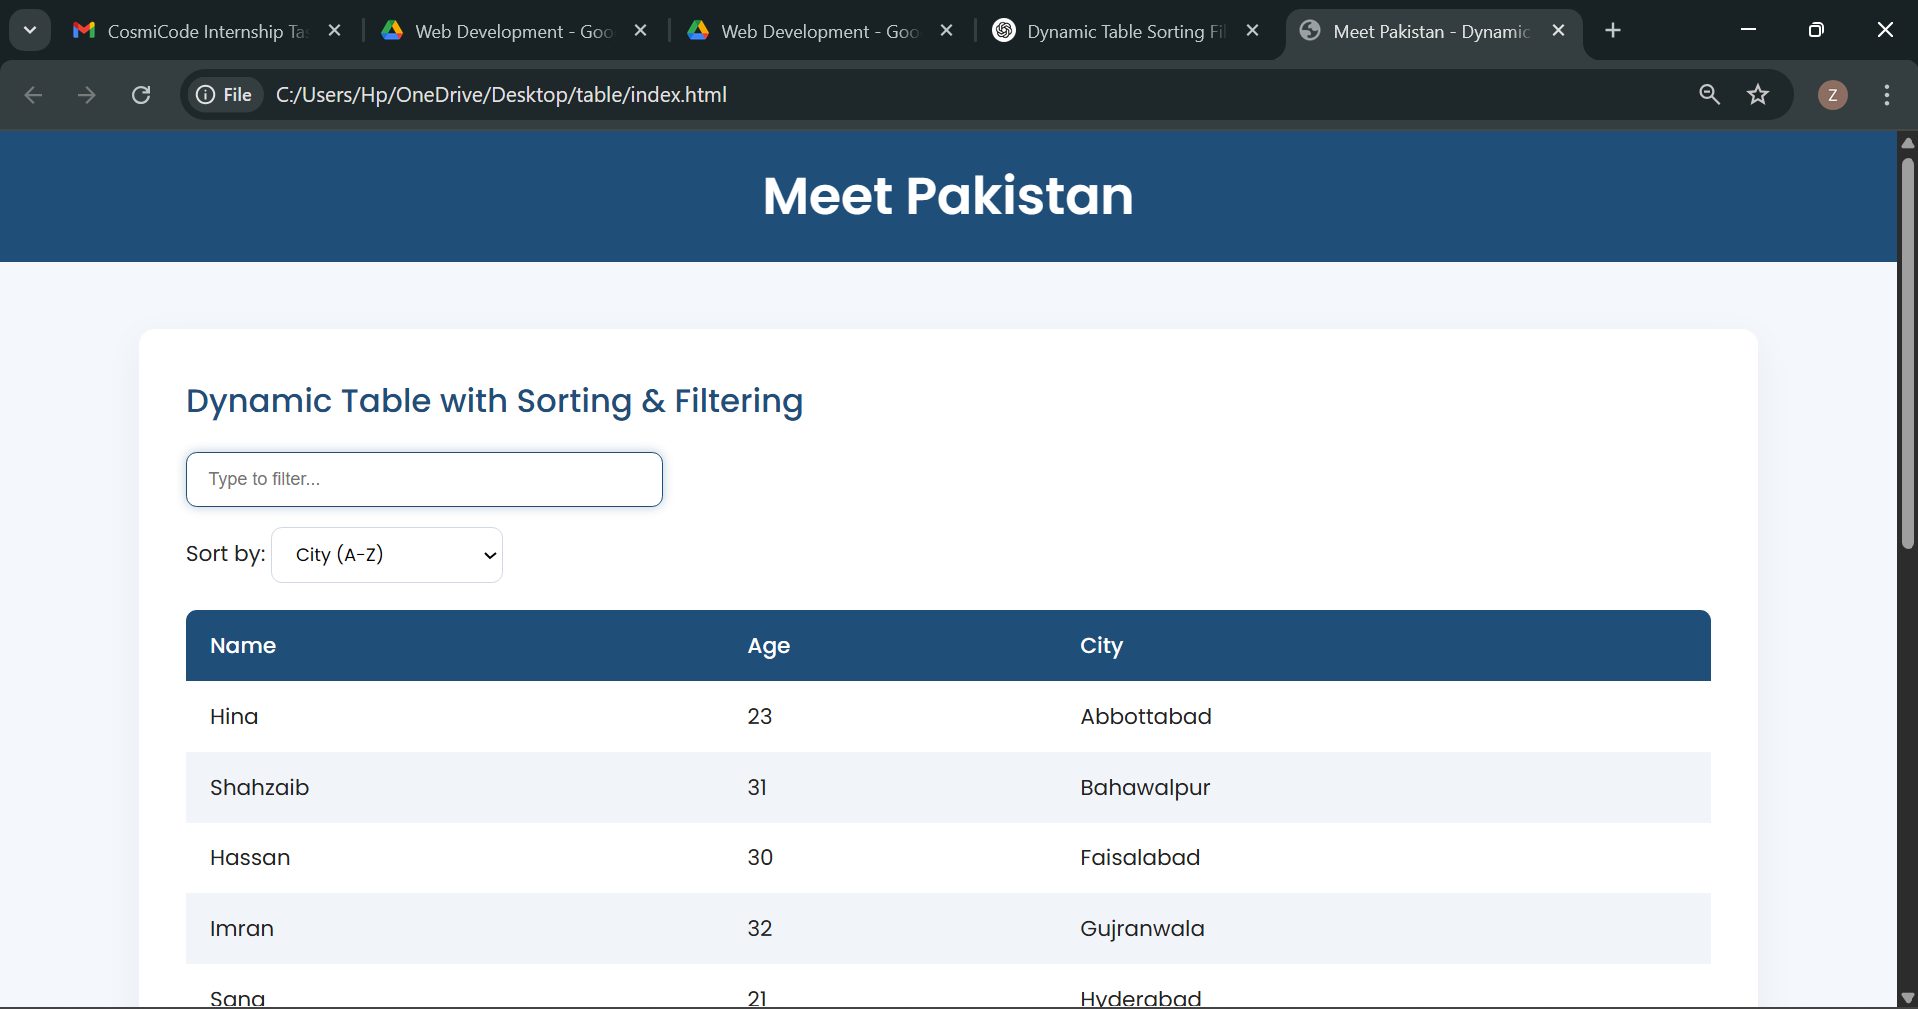 CosmiCode Internship Ta
Web Development - Goo
Web Development - Goo
Dynamic Table Sorting Fil
Meet Pakistan - Dynamic
File
C:/Users/Hp/OneDrive/Desktop/table/index.html
Z
Meet Pakistan
Dynamic Table with Sorting & Filtering
Type to filter...
Sort by: City (A-Z)
Name Age City
Hina 23 Abbottabad
Shahzaib 31 Bahawalpur
Hassan 30 Faisalabad
Imran 32 Gujranwala
Sana 21 Hyderabad